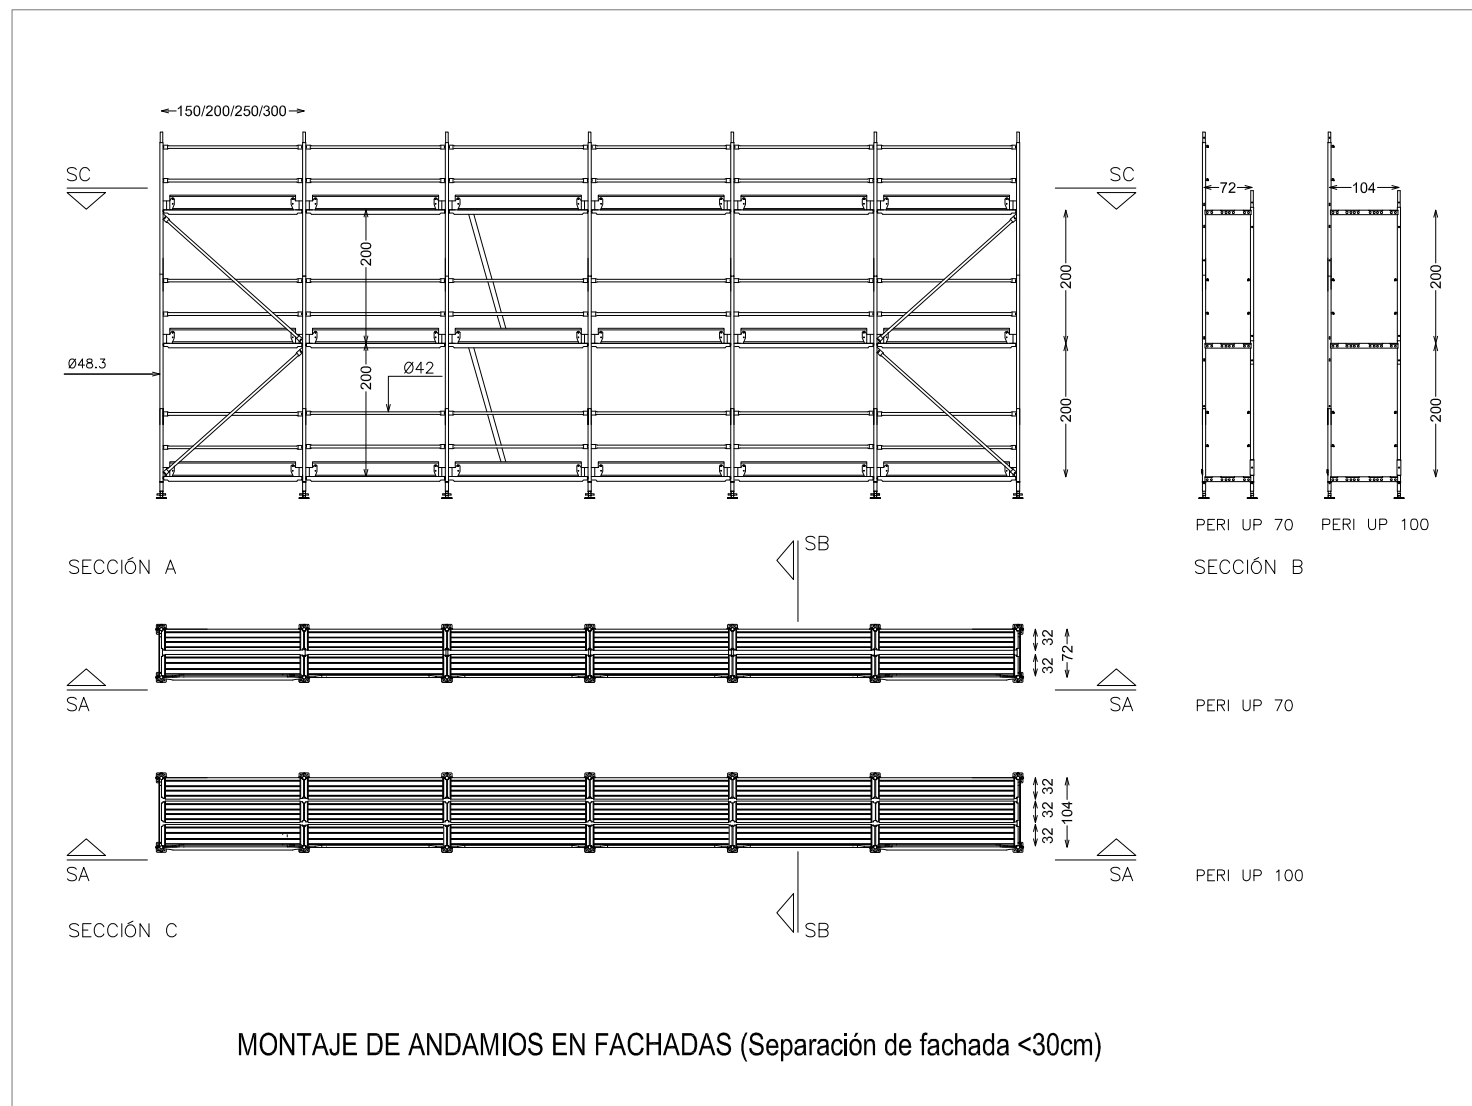 150/200/250/300
SC
SC
72
104
200
200
200
200
200
200
200
200
Ø48.3
Ø42
PERI UP 70
PERI UP 100
SECCIÓN A
SB
SECCIÓN B
32
32
72
SA
SA
PERI UP 70
32
32
32
104
SA
SA
PERI UP 100
SECCIÓN C
SB
MONTAJE DE ANDAMIOS EN FACHADAS (Separación de fachada <30cm)